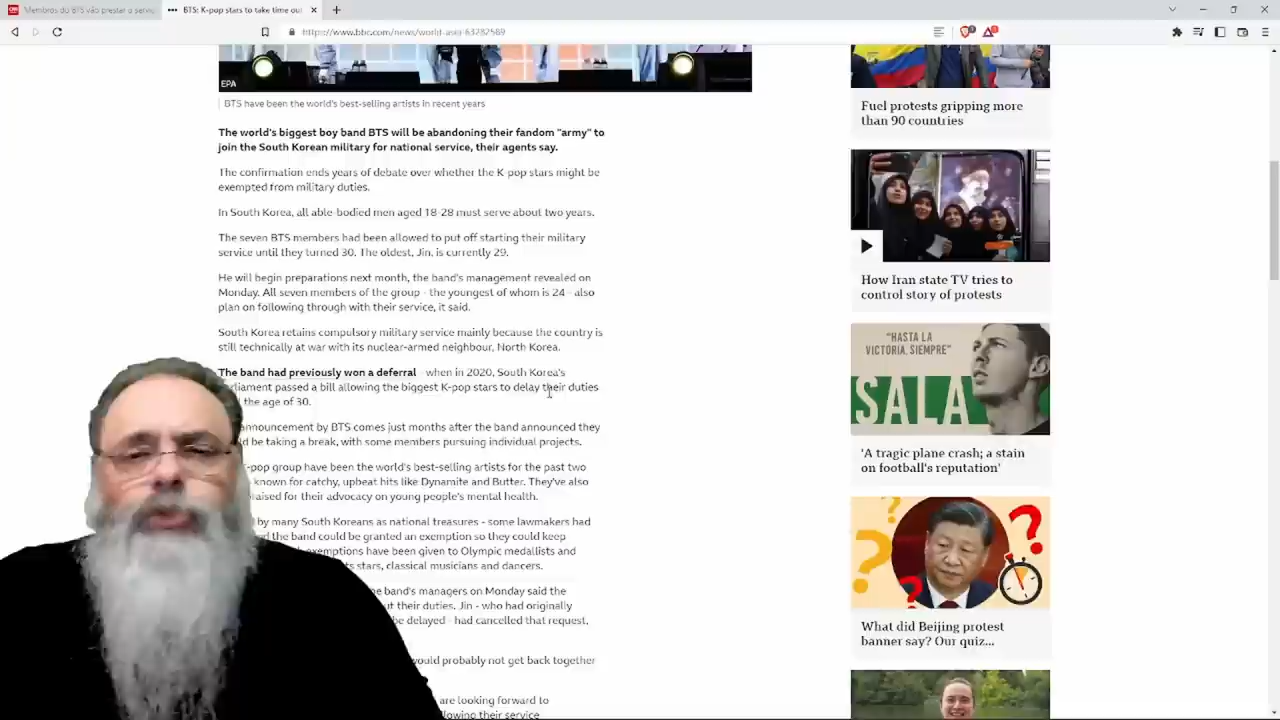 Membros do BTS vão prestar o serviç
BTS: K-pop stars to take time ou
https://www.bbc.com/news/world-asia-63282589
EPA
BTS have been the world's best-selling artists in recent years
The world's biggest boy band BTS will be abandoning their fandom "army" to
join the South Korean military for national service, their agents say.
The confirmation ends years of debate over whether the K-pop stars might be
exempted from military duties.
In South Korea, all able-bodied men aged 18-28 must serve about two years.
The seven BTS members had been allowed to put off starting their military
service until they turned 30. The oldest, Jin, is currently 29.
He will begin preparations next month, the band's management revealed on
Monday. All seven members of the group - the youngest of whom is 24 - also
plan on following through with their service, it said.
South Korea retains compulsory military service mainly because the country is
still technically at war with its nuclear-armed neighbour, North Korea.
The band had previously won a deferral - when in 2020, South Korea's
parliament passed a bill allowing the biggest K-pop stars to delay their duties
the age of 30.
announcement by BTS comes just months after the band announced they
be taking a break, with some members pursuing individual projects.
-pop group have been the world's best-selling artists for the past two
known for catchy, upbeat hits like Dynamite and Butter. They've also
raised for their advocacy on young people's mental health.
by many South Koreans as national treasures - some lawmakers had
the band could be granted an exemption so they could keep
exemptions have been given to Olympic medallists and
stars, classical musicians and dancers.
band's managers on Monday said the
their duties. Jin - who had originally
be delayed - had cancelled that request,
would probably not get back together
are looking forward to
their service
Fuel protests gripping more
than 90 countries
How Iran state TV tries to
control story of protests
"HASTA LA
VICTORIA, SIEMPRE"
SALA
'A tragic plane crash; a stain
on football's reputation'
What did Beijing protest
banner say? Our quiz...